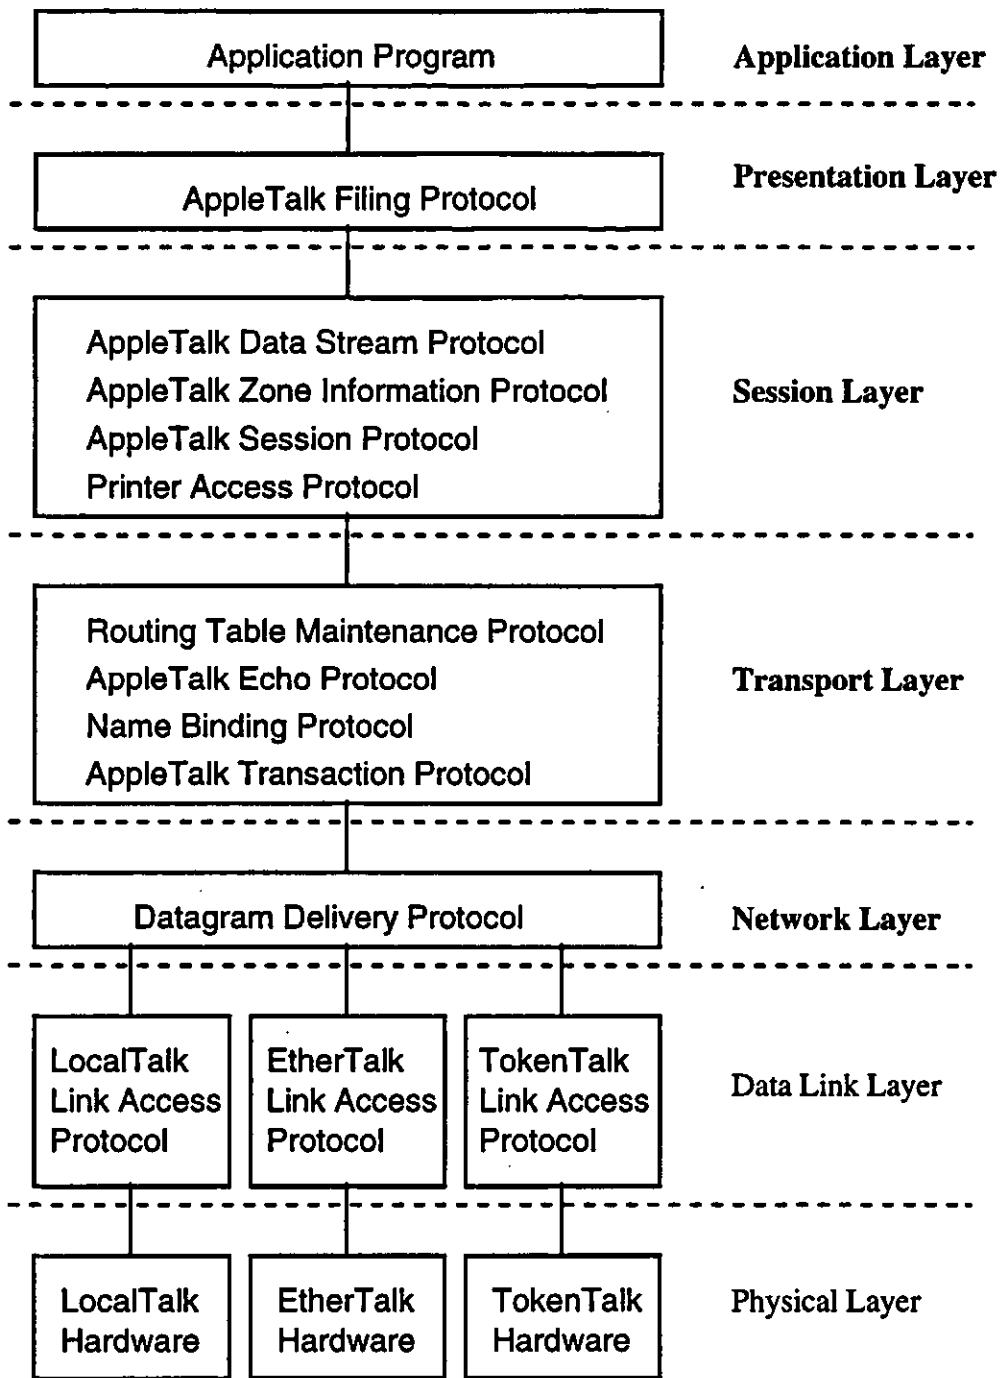 Application Program
Application Layer
AppleTalk Filing Protocol
Presentation Layer
AppleTalk Data Stream Protocol
AppleTalk Zone Information Protocol
AppleTalk Session Protocol
Printer Access Protocol
Session Layer
Routing Table Maintenance Protocol
AppleTalk Echo Protocol
Name Binding Protocol
AppleTalk Transaction Protocol
Transport Layer
Datagram Delivery Protocol
Network Layer
LocalTalk
Link Access
Protocol
EtherTalk
Link Access
Protocol
TokenTalk
Link Access
Protocol
Data Link Layer
LocalTalk
Hardware
EtherTalk
Hardware
TokenTalk
Hardware
Physical Layer